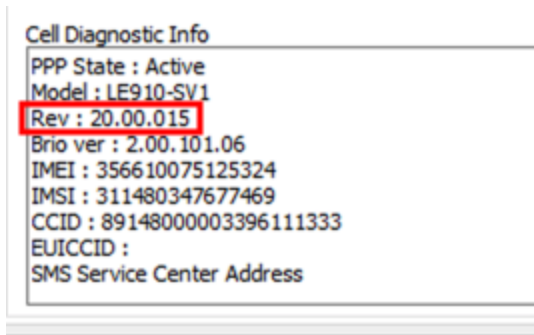 Cell Diagnostic Info
PPP State : Active
Model : LE910-SV1
Rev : 20.00.015
Brio ver : 2.00.101.06
IMEI : 356610075125324
IMSI : 311480347677469
CCID : 89148000003396111333
EUICCID :
SMS Service Center Address